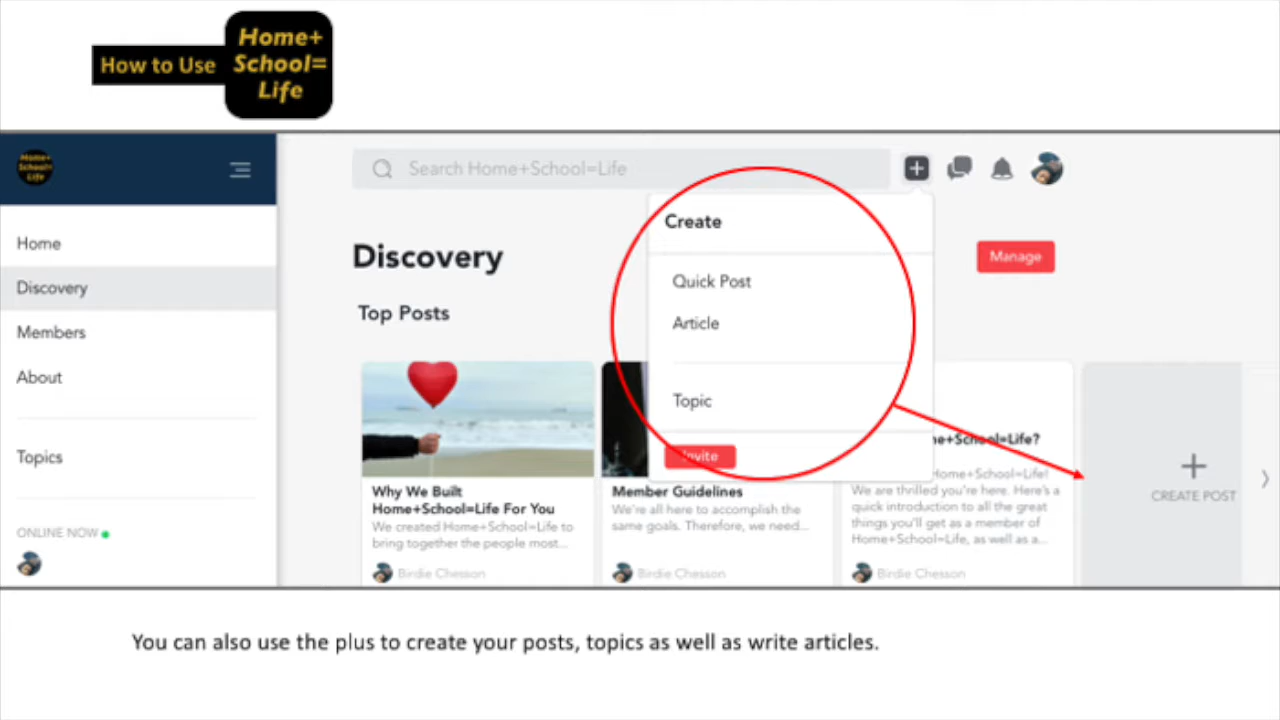 How to Use
Home+
School=
Life
Home+
School=
Life
Search Home+School=Life
Home
Discovery
Members
About
Topics
ONLINE NOW
Discovery
Manage
Top Posts
Create
Quick Post
Article
Topic
Invite
Why We Built
Home+School=Life For You
We created Home+School=Life to
bring together the people most...
Birdie Chesson
Member Guidelines
We're all here to accomplish the
same goals. Therefore, we need...
Birdie Chesson
me+School=Life?
Home+School=Life!
We are thrilled you're here. Here's a
quick introduction to all the great
things you'll get as a member of
Home+School=Life, as well as a...
Birdie Chesson
CREATE POST
You can also use the plus to create your posts, topics as well as write articles.